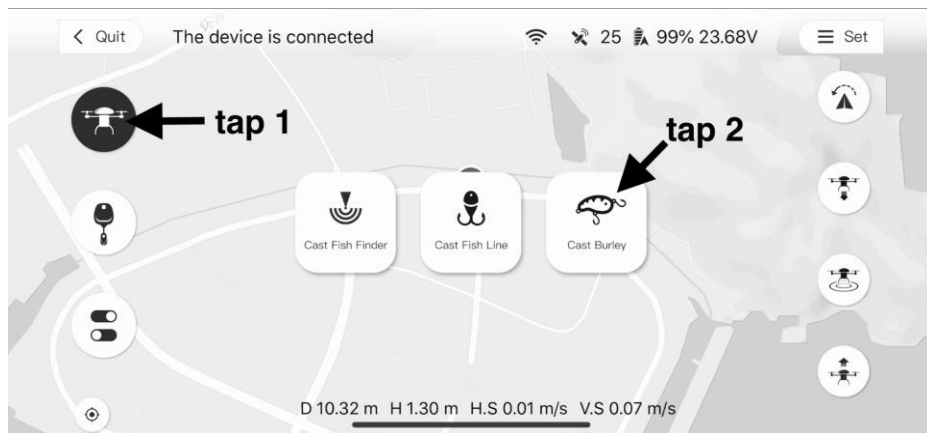 Quit
The device is connected
25
99% 23.68V
Set
tap 1
tap 2
Cast Fish Finder
Cast Fish Line
Cast Burley
D 10.32 m H 1.30 m H.S 0.01 m/s V.S 0.07 m/s